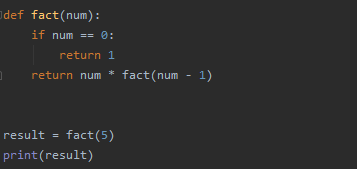 def fact(num):
    if num == 0:
        return 1
    return num * fact(num - 1)
result = fact(5)
print(result)